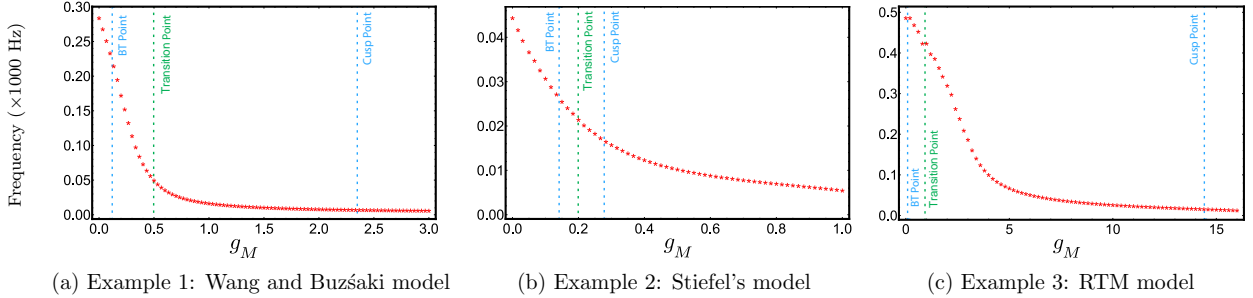 Frequency (×1000 Hz)
0.30
0.25
0.20
0.15
0.10
0.05
0.00
BT Point
Transition Point
Cusp Point
0.0 0.5 1.0 1.5 2.0 2.5 3.0
g_M
(a) Example 1: Wang and Buzśaki model
0.04
0.03
0.02
0.01
0.00
BT Point
Transition Point
Cusp Point
0.0 0.2 0.4 0.6 0.8 1.0
g_M
(b) Example 2: Stiefel's model
0.5
0.4
0.3
0.2
0.1
0.0
BT Point
Transition Point
Cusp Point
0 5 10 15
g_M
(c) Example 3: RTM model